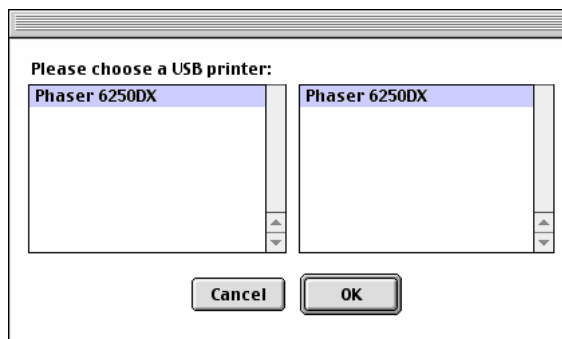 Please choose a USB printer:
Phaser 6250DX
Phaser 6250DX
Cancel
OK